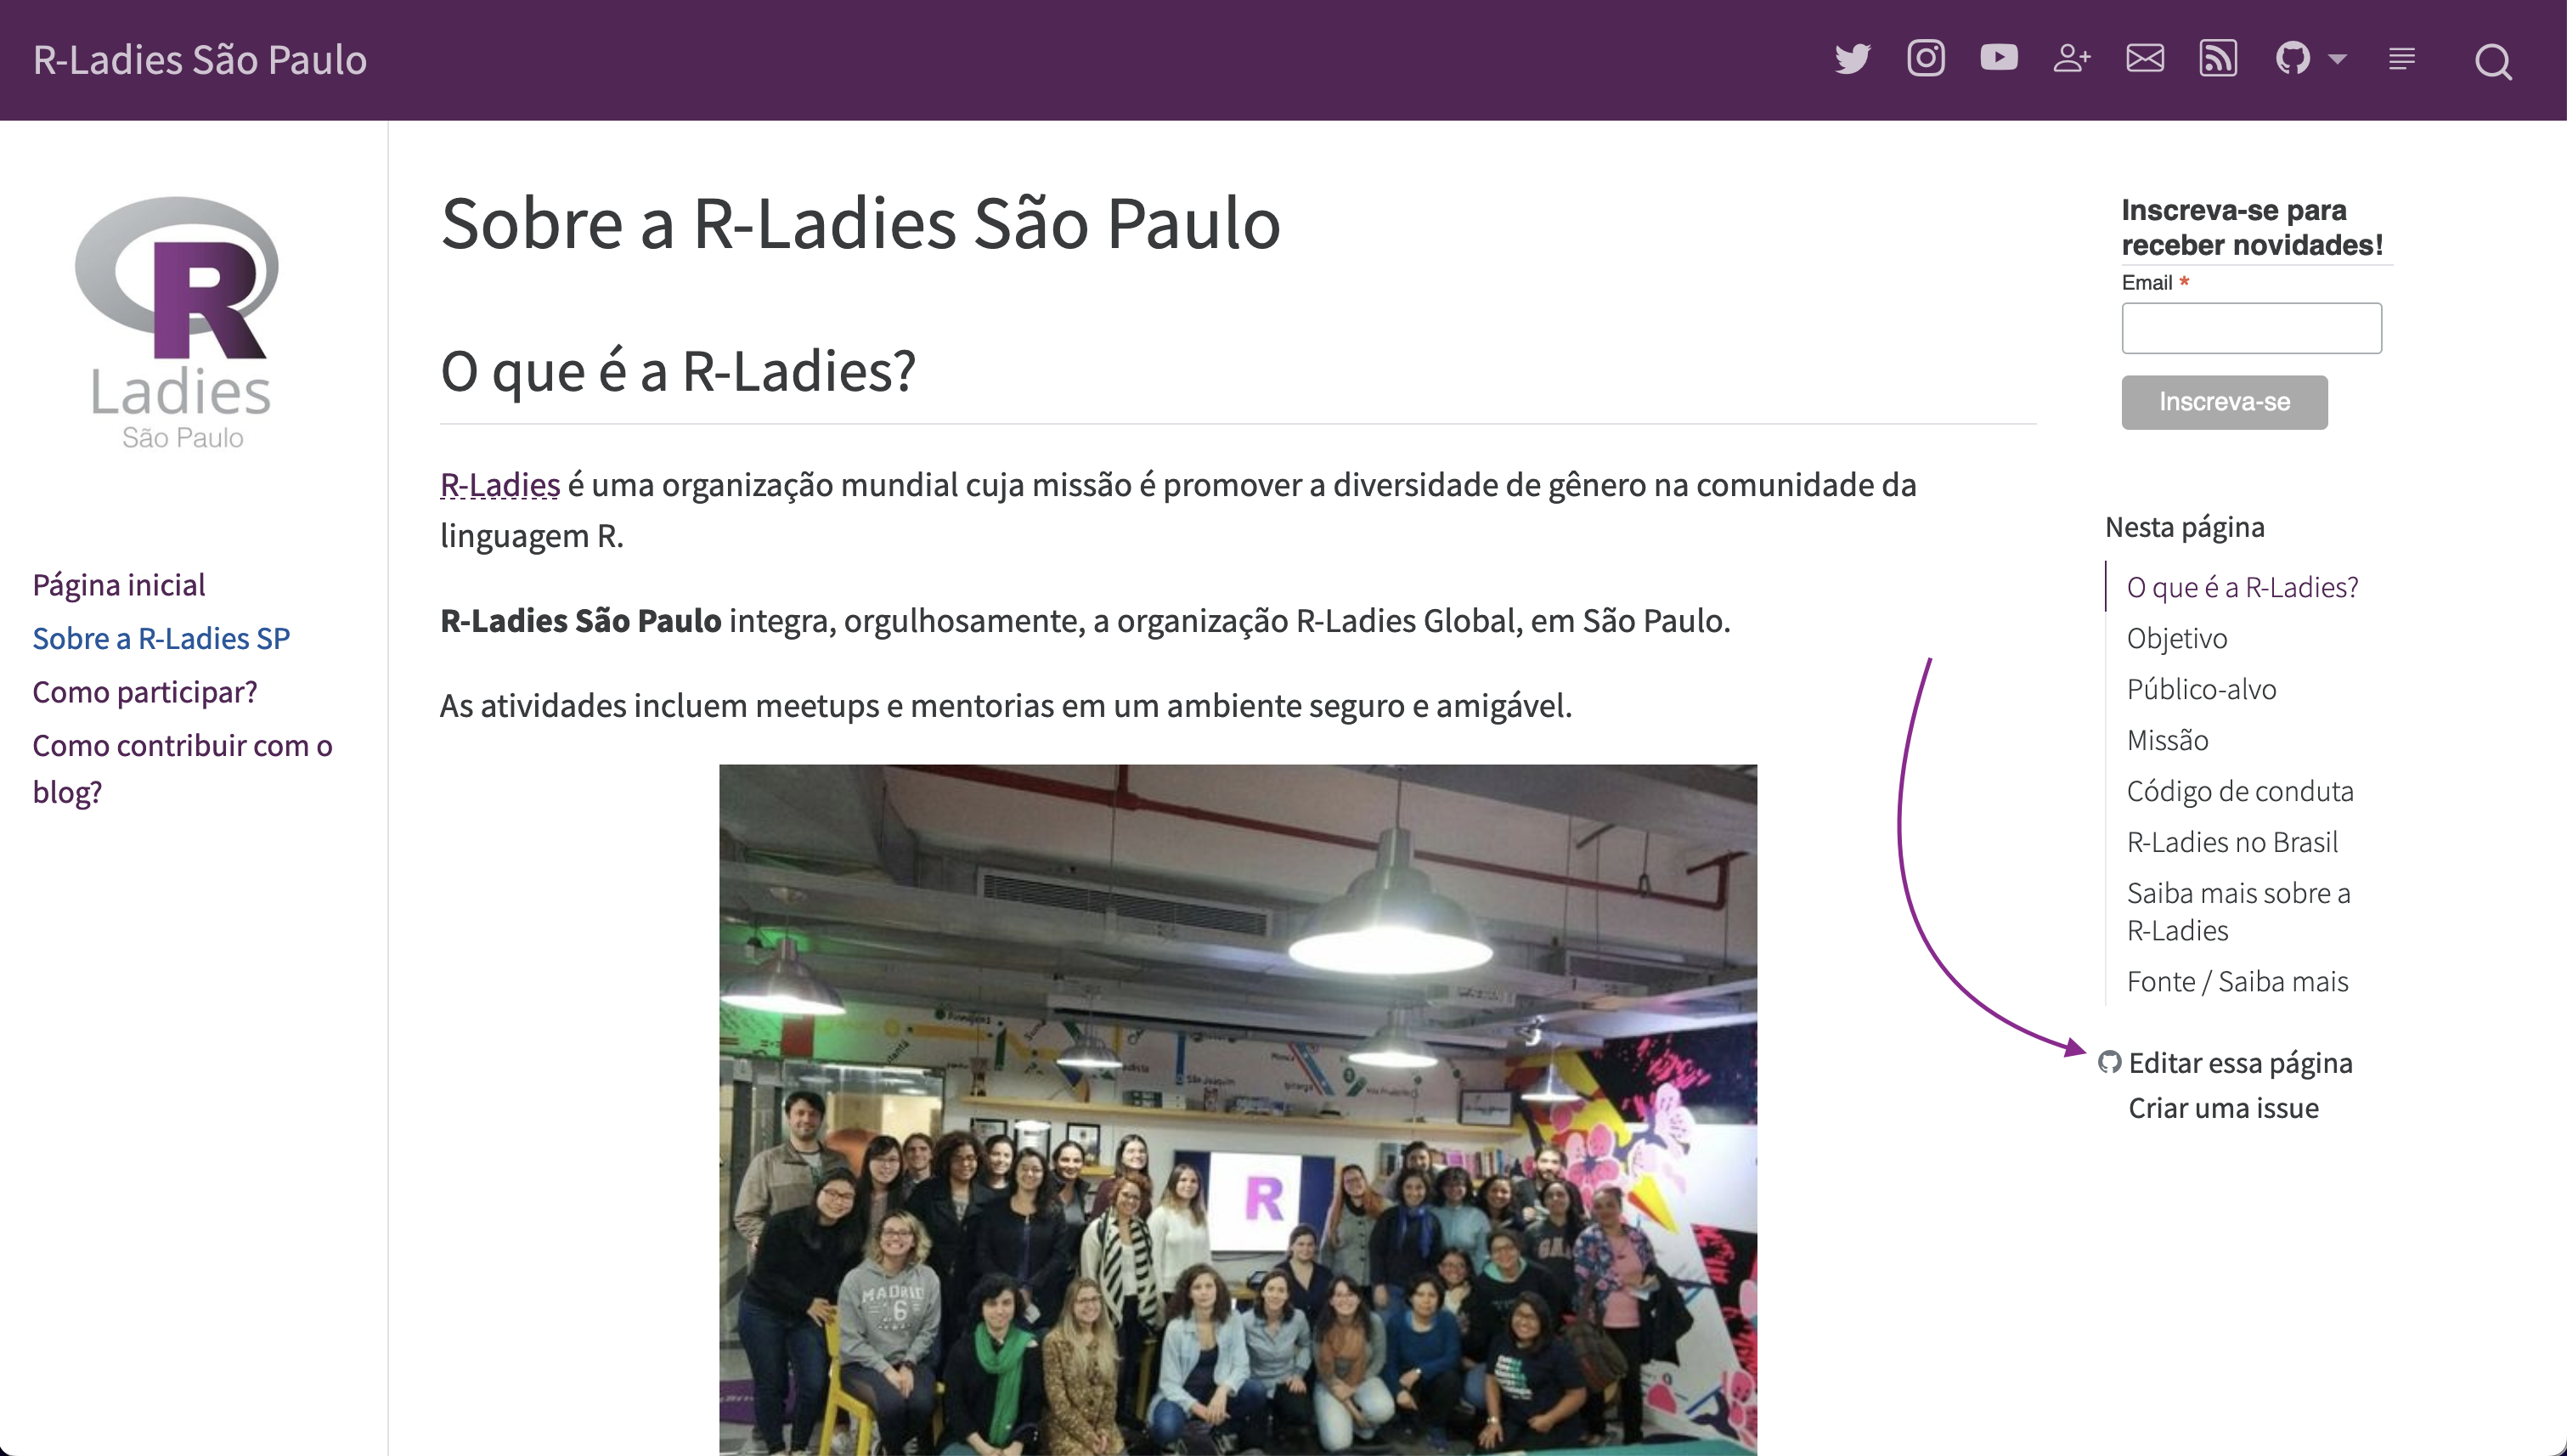 R-Ladies São Paulo
R
Ladies
São Paulo
Página inicial
Sobre a R-Ladies SP
Como participar?
Como contribuir com o
blog?
Sobre a R-Ladies São Paulo
O que é a R-Ladies?
R-Ladies é uma organização mundial cuja missão é promover a diversidade de gênero na comunidade da
linguagem R.
R-Ladies São Paulo integra, orgulhosamente, a organização R-Ladies Global, em São Paulo.
As atividades incluem meetups e mentorias em um ambiente seguro e amigável.
São Joaquim
R
MADRID
6
Inscreva-se para
receber novidades!
Email *
Inscreva-se
Nesta página
O que é a R-Ladies?
Objetivo
Público-alvo
Missão
Código de conduta
R-Ladies no Brasil
Saiba mais sobre a
R-Ladies
Fonte / Saiba mais
Editar essa página
Criar uma issue